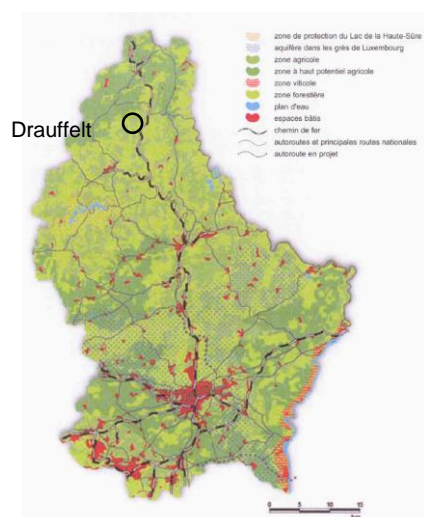 zone de protection du Lac de la Haute-Sûre
aquifère dans les grès de Luxembourg
zone agricole
zone à haut potentiel agricole
zone viticole
zone forestière
plan d'eau
espaces bâtis
chemin de fer
autoroutes et principales routes nationales
autoroute en projet
Drauffelt
0 5 10 15
km